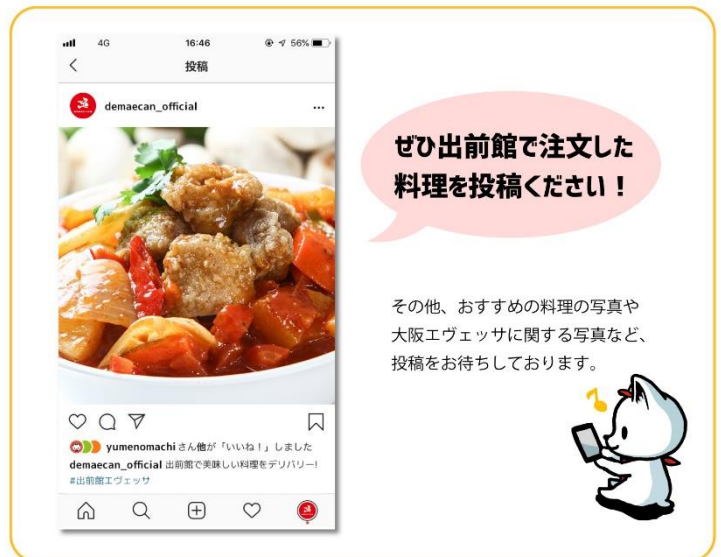 4G
16:46
56%
投稿
demaecan_official
ぜひ出前館で注文した
料理を投稿ください！
その他、おすすめの料理の写真や
大阪エヴェッサに関する写真など、
投稿をお待ちしております。
yumenomachi さん他が「いいね！」しました
demaecan_official 出前館で美味しい料理をデリバリー!
#出前館エヴェッサ